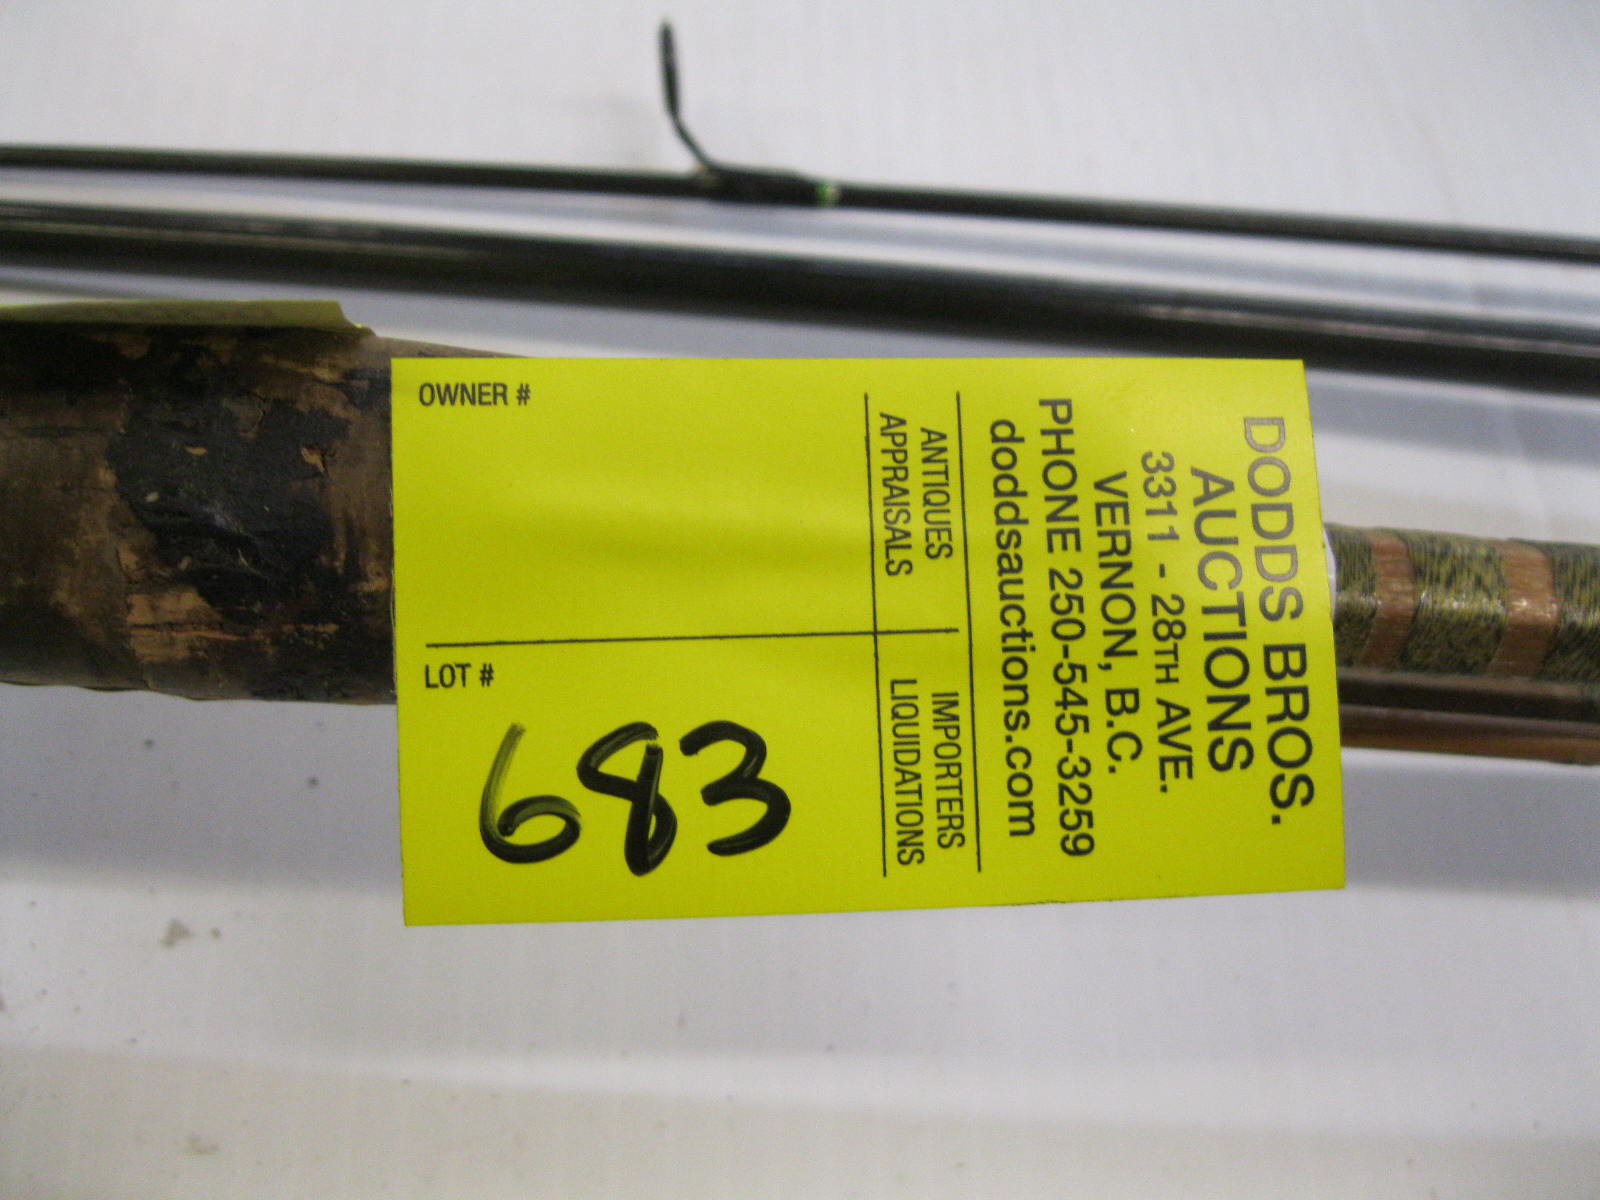 DODDS BROS.
AUCTIONS
3311 - 28TH AVE.
VERNON, B.C.
PHONE 250-545-3259
doddsauctions.com
ANTIQUES
APPRAISALS
IMPORTERS
LIQUIDATIONS
OWNER #
LOT #
683